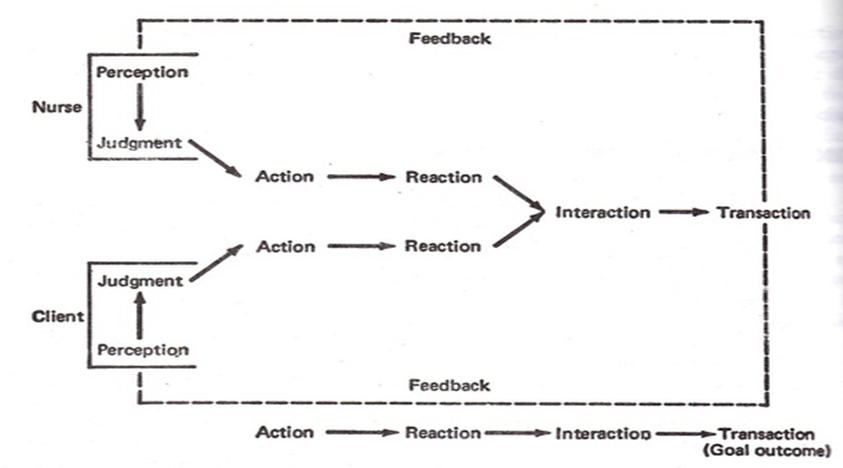 Feedback
Perception
Nurse
Judgment
Action Reaction
Interaction Transaction
Action Reaction
Judgment
Client
Perception
Feedback
Action Reaction Interaction Transaction
(Goal outcome)